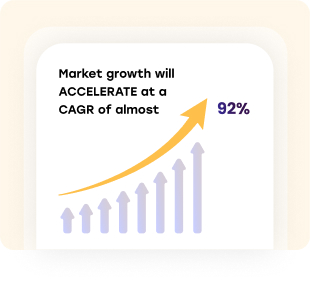 Market growth will
ACCELERATE at a
CAGR of almost
92%